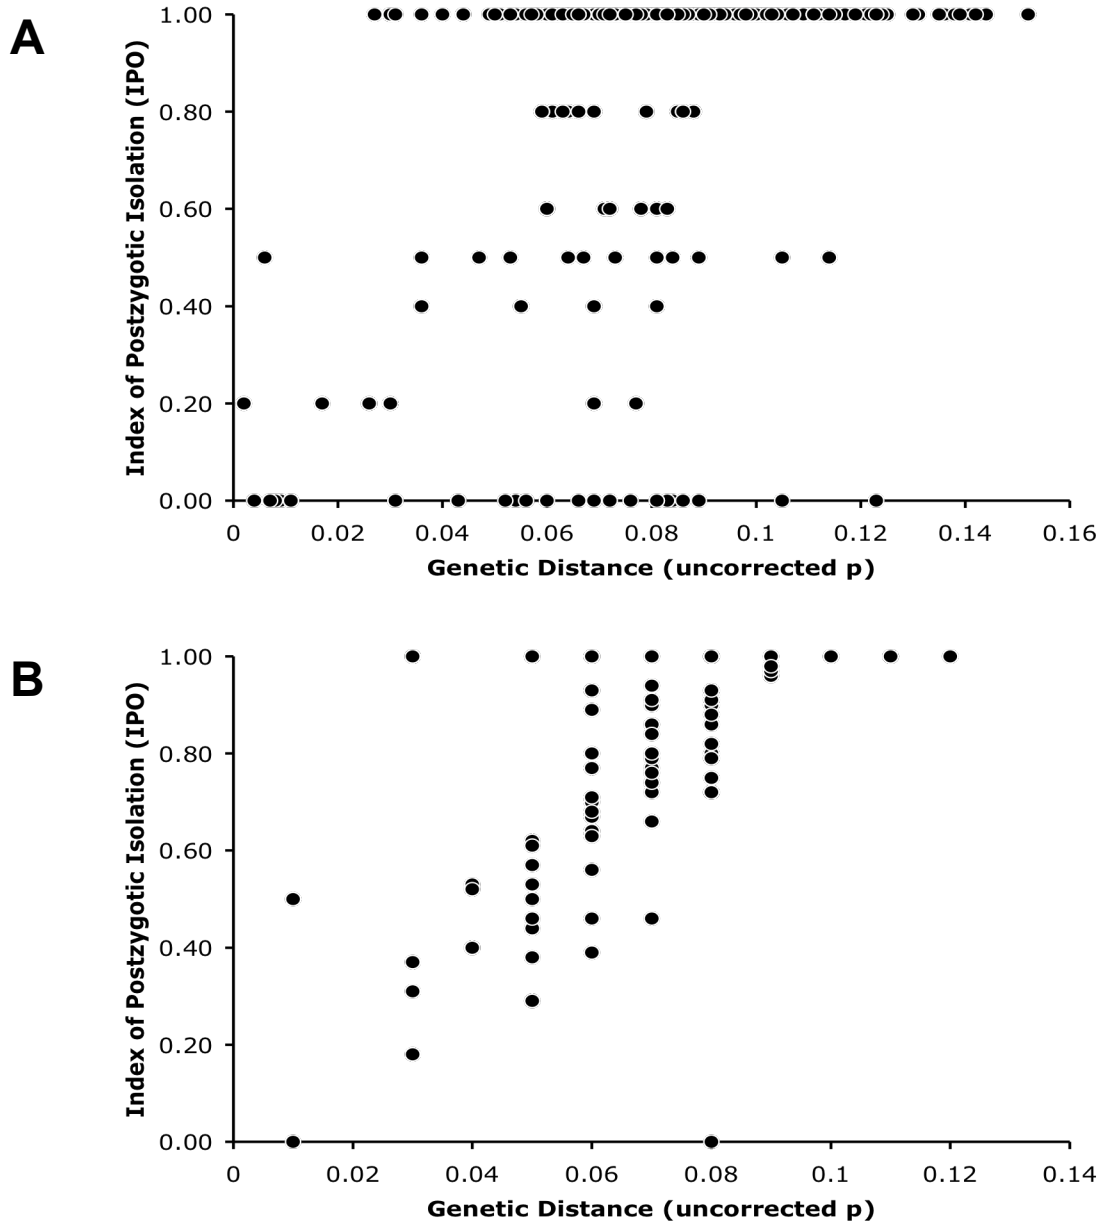 A
Index of Postzygotic Isolation (IPO)
1.00
0.80
0.60
0.40
0.20
0.00
0 0.02 0.04 0.06 0.08 0.1 0.12 0.14 0.16
Genetic Distance (uncorrected p)
B
Index of Postzygotic Isolation (IPO)
1.00
0.80
0.60
0.40
0.20
0.00
0 0.02 0.04 0.06 0.08 0.1 0.12 0.14
Genetic Distance (uncorrected p)